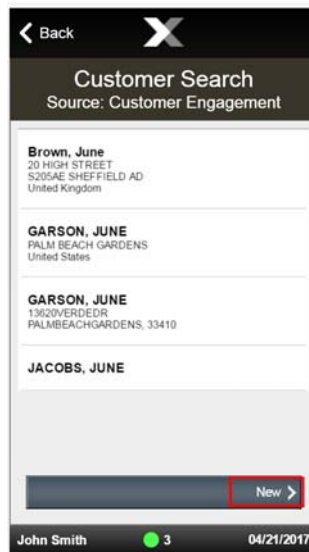 Back
Customer Search
Source: Customer Engagement
Brown, June
20 HIGH STREET
S205AE SHEFFIELD AD
United Kingdom
GARSON, JUNE
PALM BEACH GARDENS
United States
GARSON, JUNE
13620VERDEDR
PALMBEACHGARDENS, 33410
JACOBS, JUNE
New
John Smith 3 04/21/2017